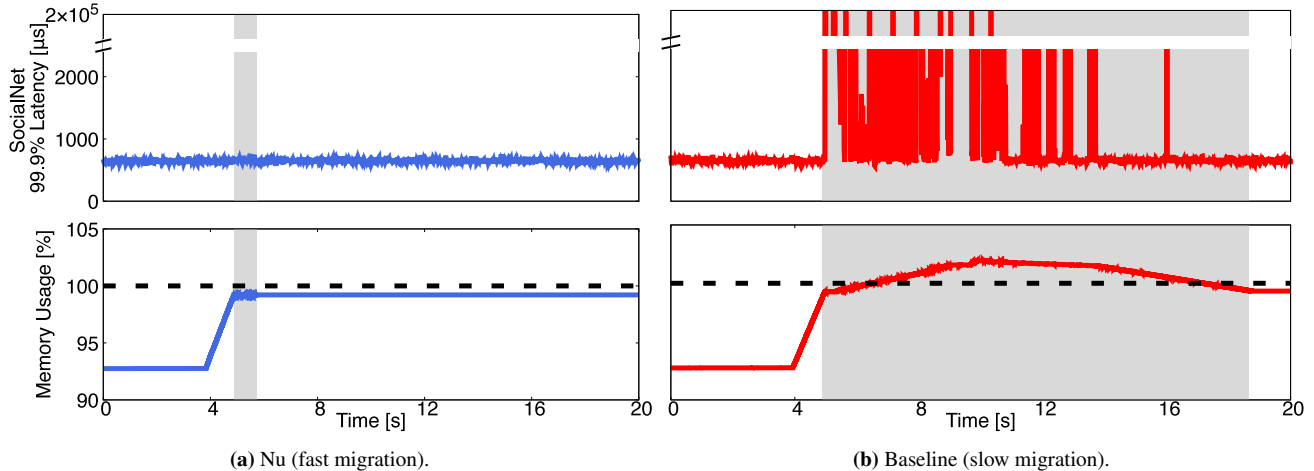 2×10⁵
2000
1000
0
SocialNet
99.9% Latency [µs]
105
100
95
90
Memory Usage [%]
0 4 8 12 16 20
Time [s]
0 4 8 12 16 20
Time [s]
(a) Nu (fast migration).
(b) Baseline (slow migration).